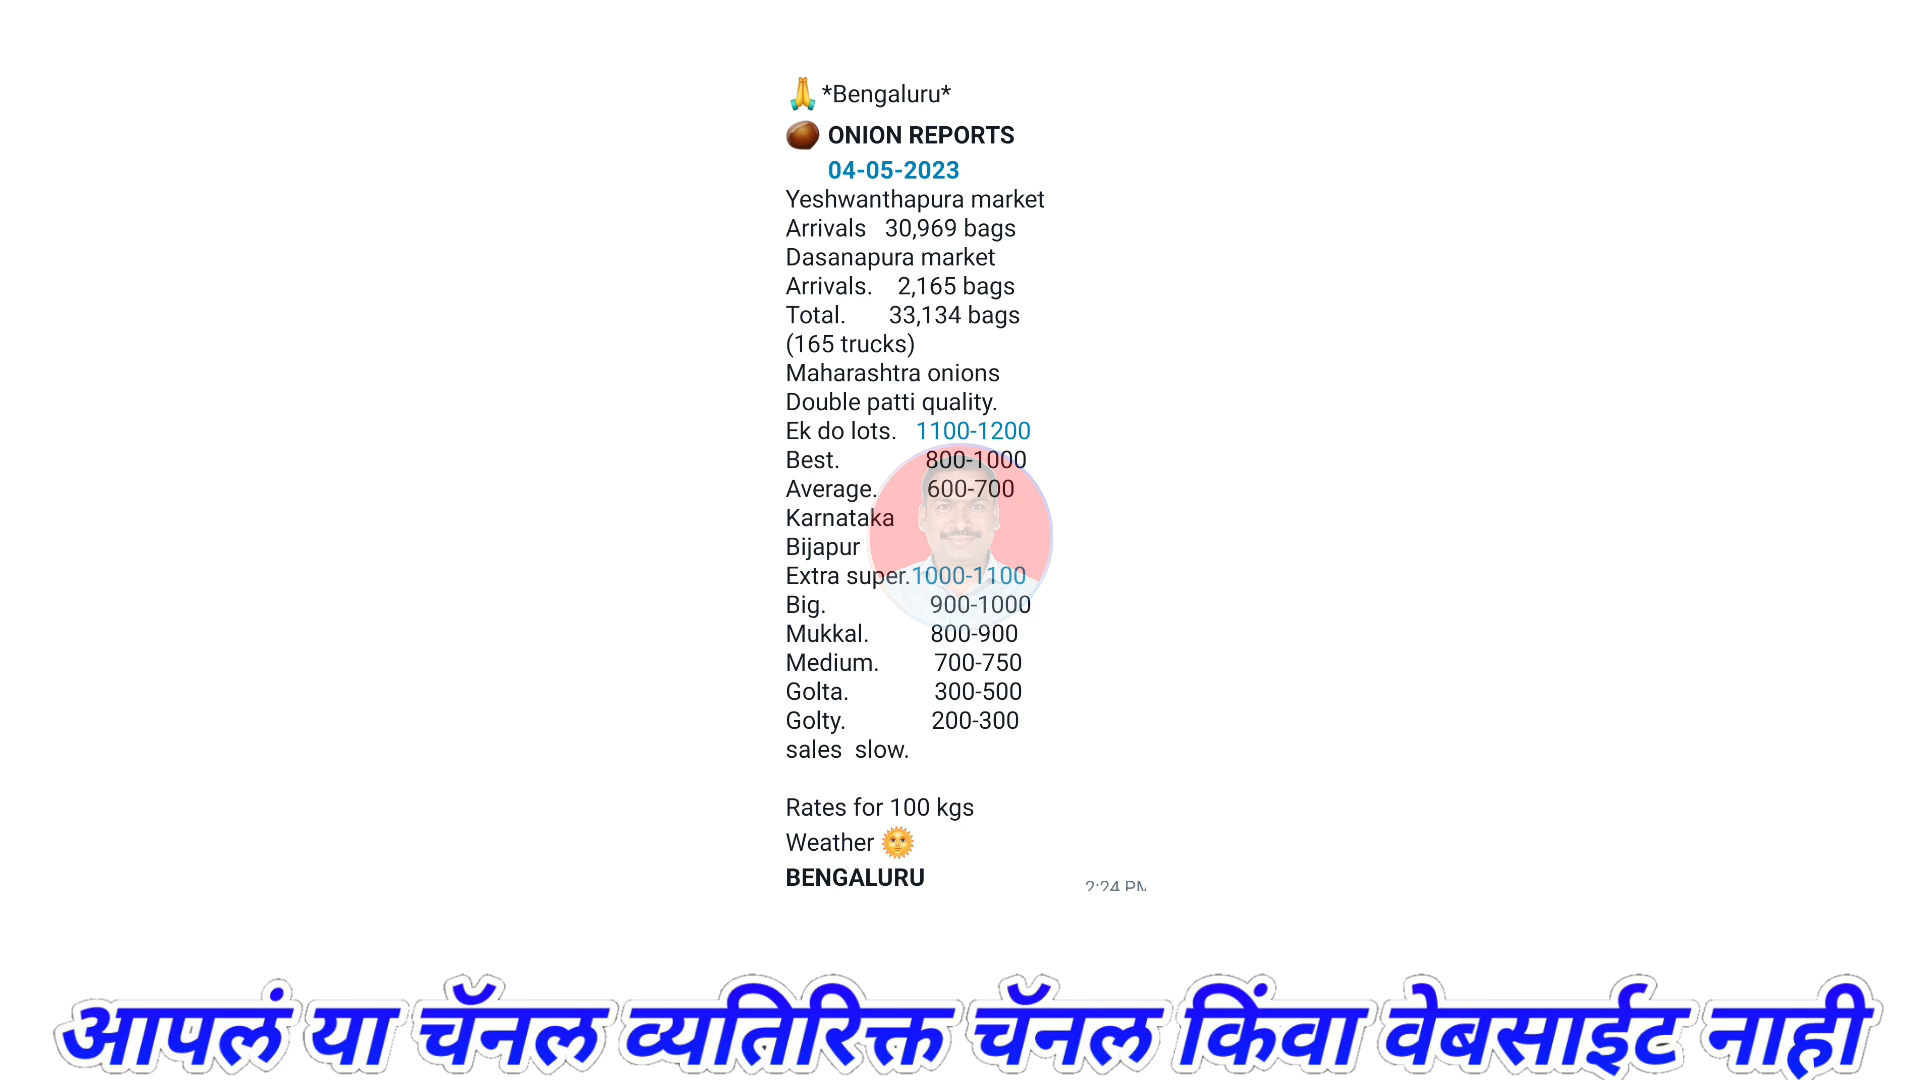 🙏*Bengaluru*
🌰 ONION REPORTS
04-05-2023
Yeshwanthapura market
Arrivals 30,969 bags
Dasanapura market
Arrivals. 2,165 bags
Total. 33,134 bags
(165 trucks)
Maharashtra onions
Double patti quality.
Ek do lots. 1100-1200
Best. 800-1000
Average. 600-700
Karnataka
Bijapur
Extra super.1000-1100
Big. 900-1000
Mukkal. 800-900
Medium. 700-750
Golta. 300-500
Golty. 200-300
sales slow.
Rates for 100 kgs
Weather 🌞
BENGALURU
2:24 PM
आपलं या चॅनल व्यतिरिक्त चॅनल किंवा वेबसाईट नाही